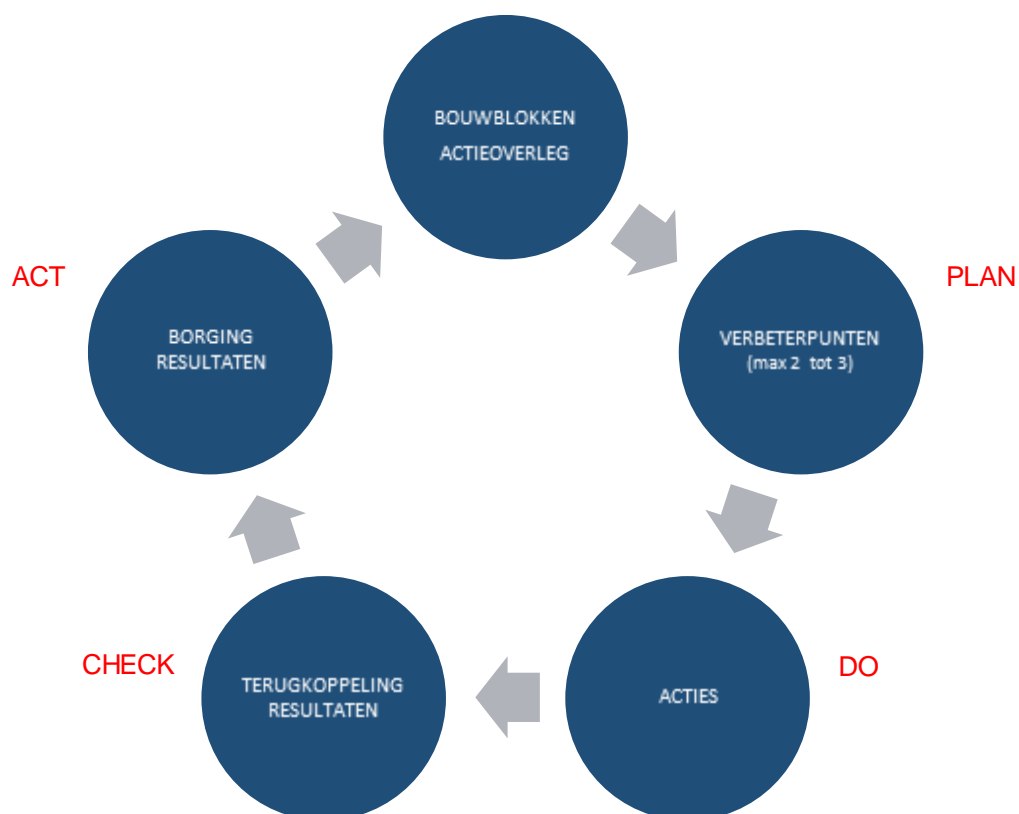 BOUWBLOKKEN
ACTIEOVERLEG
ACT
PLAN
BORGING
RESULTATEN
VERBETERPUNTEN
(max 2 tot 3)
CHECK
DO
TERUGKOPPELING
RESULTATEN
ACTIES